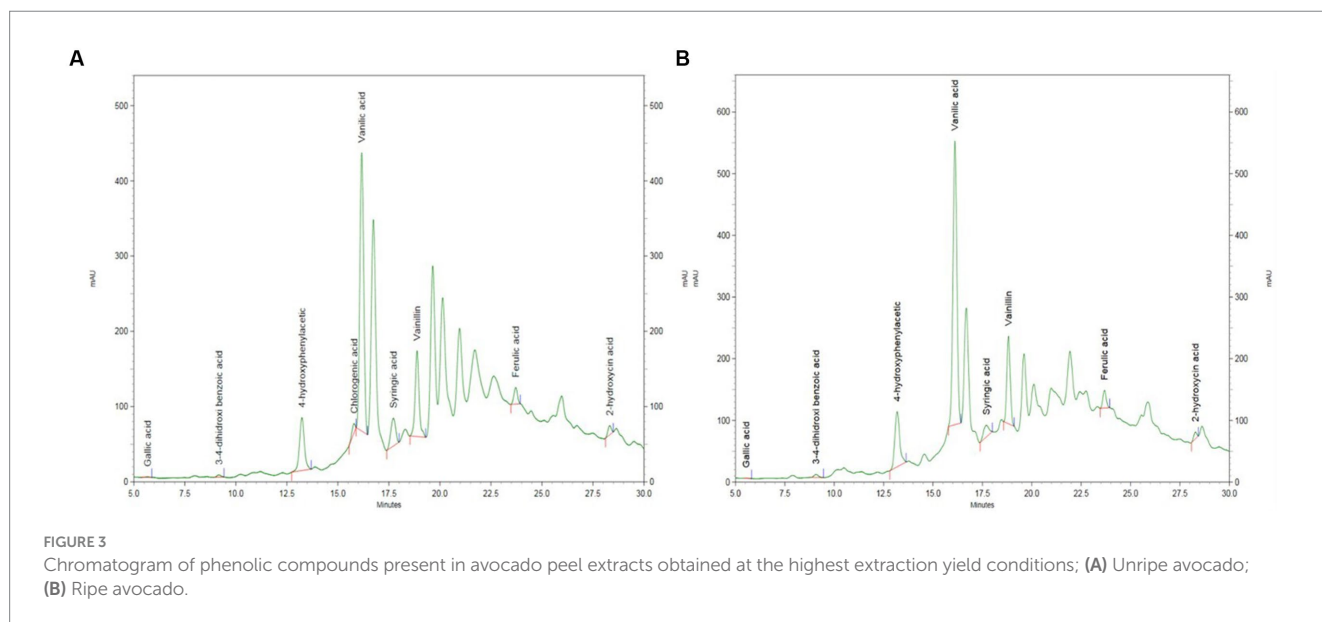 A
500
400
300
200
100
0
mAU
5.0 7.5 10.0 12.5 15.0 17.5 20.0 22.5 25.0 27.5 30.0
Minutes
500
400
300
200
100
0
mAU
Gallic acid
3-4-dihidroxi benzoic acid
4-hydroxyphenylacetic
Chlorogenic acid
Vanilic acid
Syringic acid
Vainillin
Ferulic acid
2-hydroxycin acid
B
600
500
400
300
200
100
0
mAU
5.0 7.5 10.0 12.5 15.0 17.5 20.0 22.5 25.0 27.5 30.0
Minutes
600
500
400
300
200
100
0
mAU
Gallic acid
3-4-dihidroxi benzoic acid
4-hydroxyphenylacetic
Vanilic acid
Syringic acid
Vainillin
Ferulic acid
2-hydroxycin acid
FIGURE 3
Chromatogram of phenolic compounds present in avocado peel extracts obtained at the highest extraction yield conditions; (A) Unripe avocado;
(B) Ripe avocado.